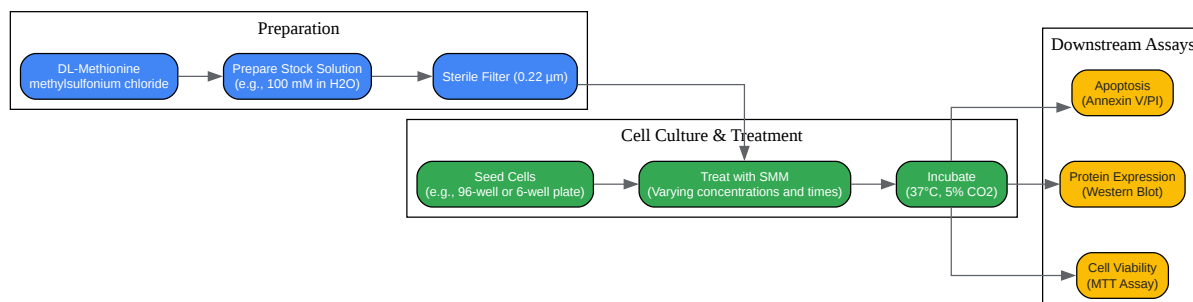 Preparation
DL-Methionine
methylsulfonium chloride
Prepare Stock Solution
(e.g., 100 mM in H2O)
Sterile Filter (0.22 µm)
Cell Culture & Treatment
Seed Cells
(e.g., 96-well or 6-well plate)
Treat with SMM
(Varying concentrations and times)
Incubate
(37°C, 5% CO2)
Downstream Assays
Apoptosis
(Annexin V/PI)
Protein Expression
(Western Blot)
Cell Viability
(MTT Assay)